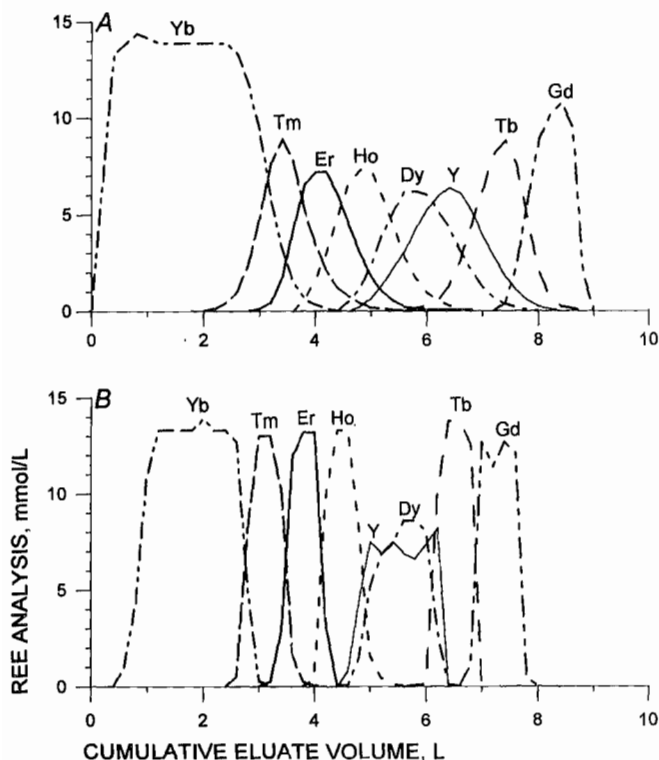 A
15
Yb
Gd
10
Tm
Tb
Er
Ho
Dy
Y
5
0
0 2 4 6 8 10
B
15
Yb
Tm Er Ho
Tb
Gd
10
Y
Dy
5
0
0 2 4 6 8 10
REE ANALYSIS, mmol/L
CUMULATIVE ELUATE VOLUME, L